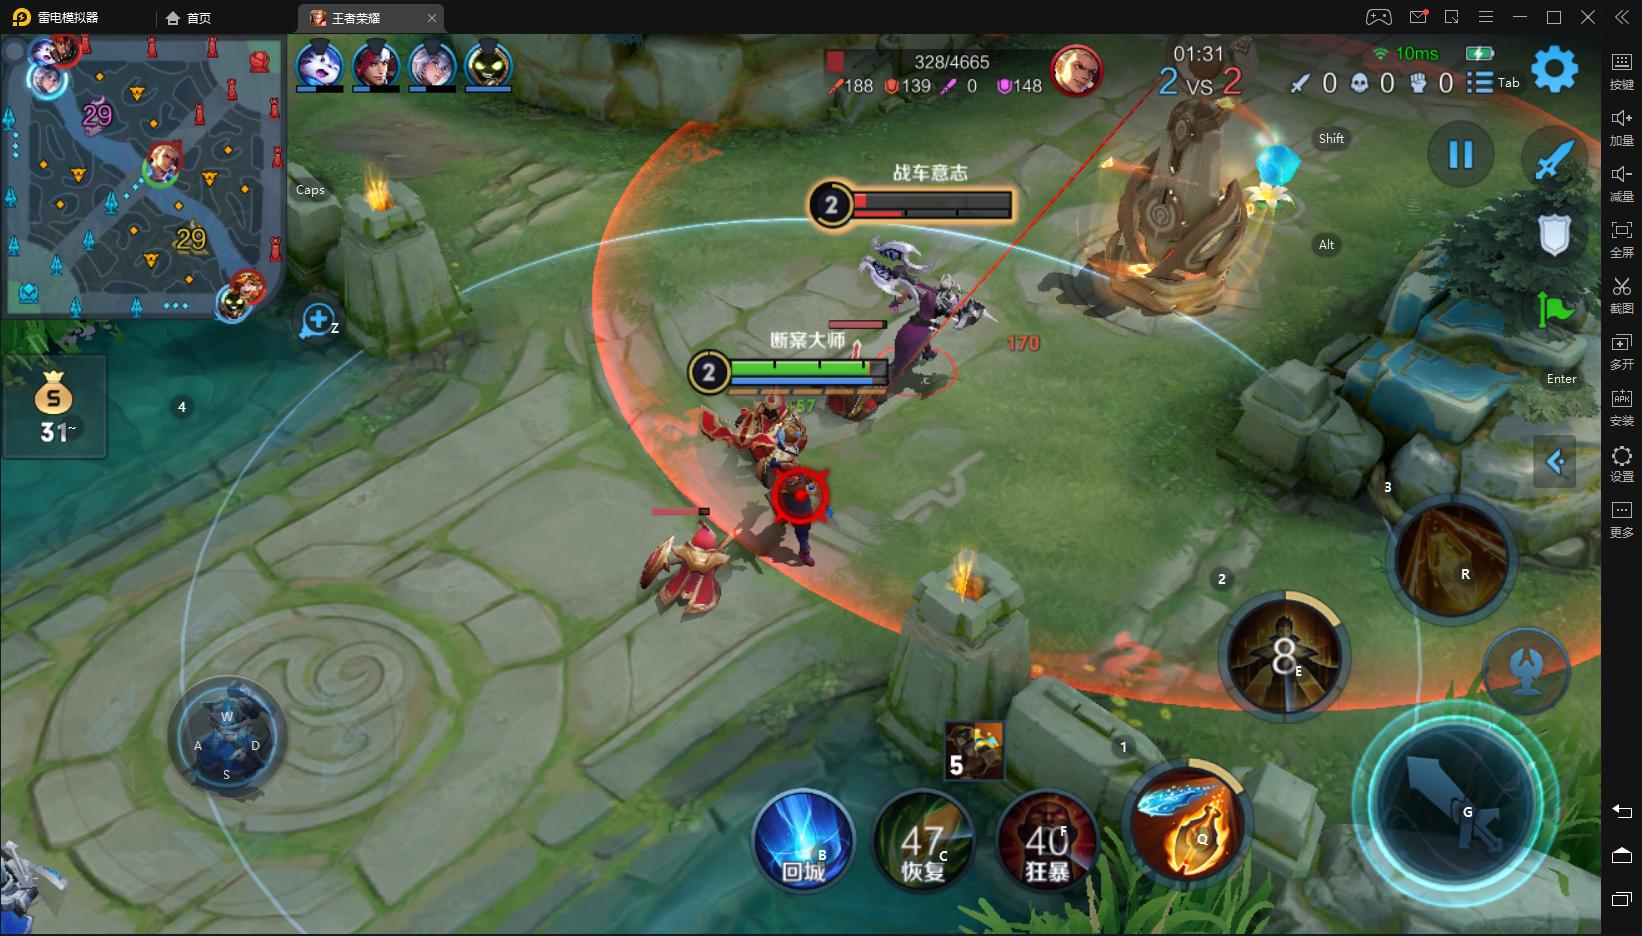 雷电模拟器
首页
王者荣耀
29
29
Caps
Z
328/4665
188 139 0 148
01:31
2 VS 2
10ms
0 0 0
Tab
Shift
Alt
Enter
战车意志
2
断案大师
2
170
+57
S
31~
4
W
A
D
S
5
回城
B
47
恢复
C
40
狂暴
F
1
Q
2
8
E
3
R
G
按键
加量
减量
全屏
截图
多开
APK
安装
设置
更多